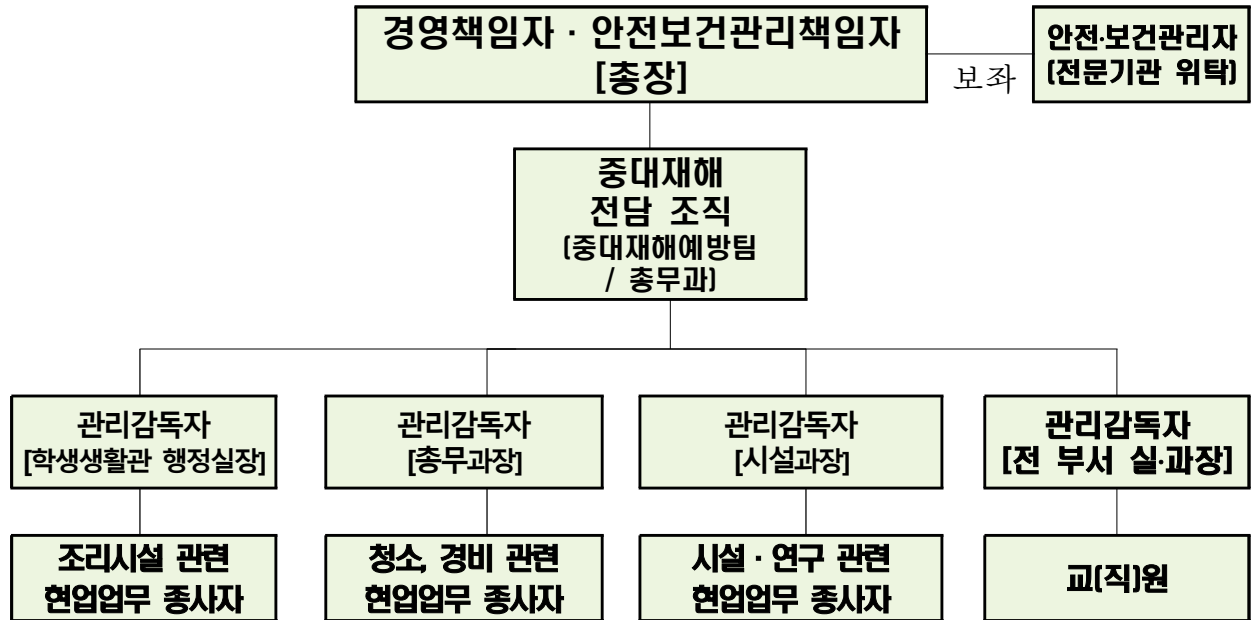 경영책임자 · 안전보건관리책임자
[총장]
보좌
안전·보건관리자
(전문기관 위탁)
중대재해
전담 조직
(중대재해예방팀
/ 총무과)
관리감독자
[학생생활관 행정실장]
관리감독자
[총무과장]
관리감독자
[시설과장]
관리감독자
[전 부서 실·과장]
조리시설 관련
현업업무 종사자
청소, 경비 관련
현업업무 종사자
시설 · 연구 관련
현업업무 종사자
교(직)원